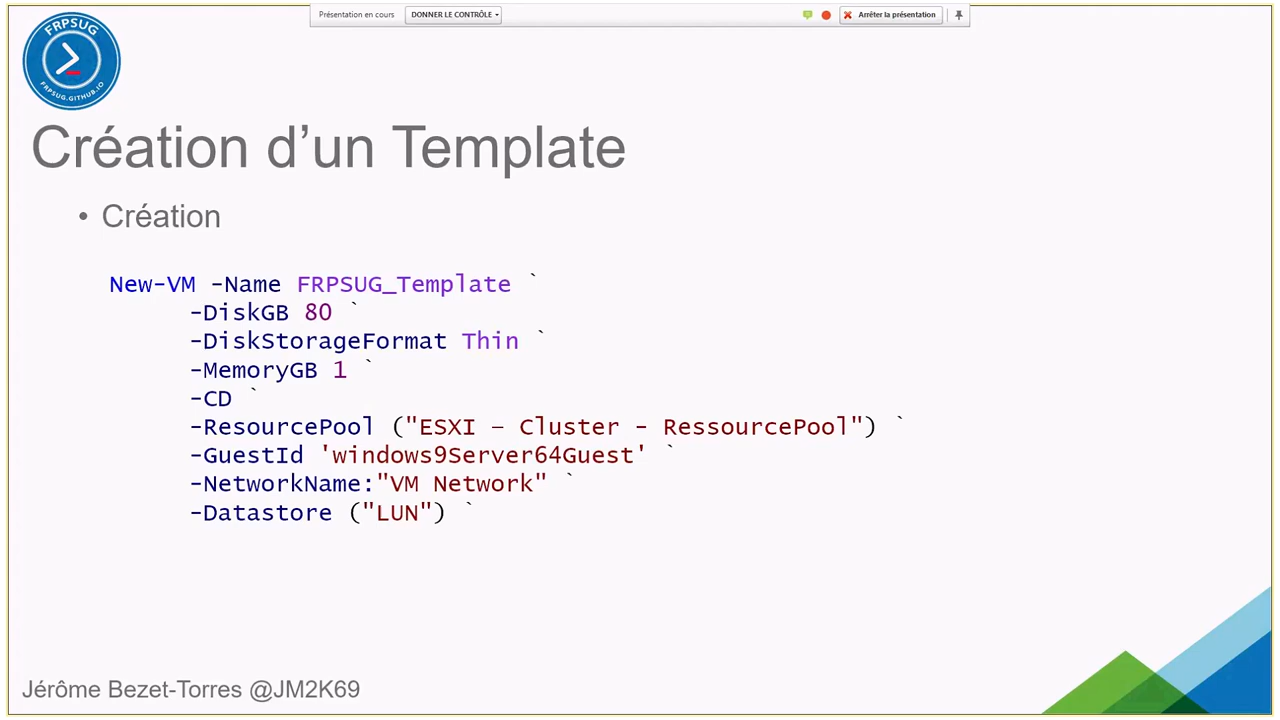 Présentation en cours
DONNER LE CONTRÔLE
Arrêter la présentation
FRPSUG
FRPSUG.GITHUB.IO
Création d’un Template
• Création
New-VM -Name FRPSUG_Template `
-DiskGB 80 `
-DiskStorageFormat Thin `
-MemoryGB 1 `
-CD `
-ResourcePool ("ESXI – Cluster - RessourcePool") `
-GuestId 'windows9Server64Guest' `
-NetworkName:"VM Network" `
-Datastore ("LUN") `
Jérôme Bezet-Torres @JM2K69